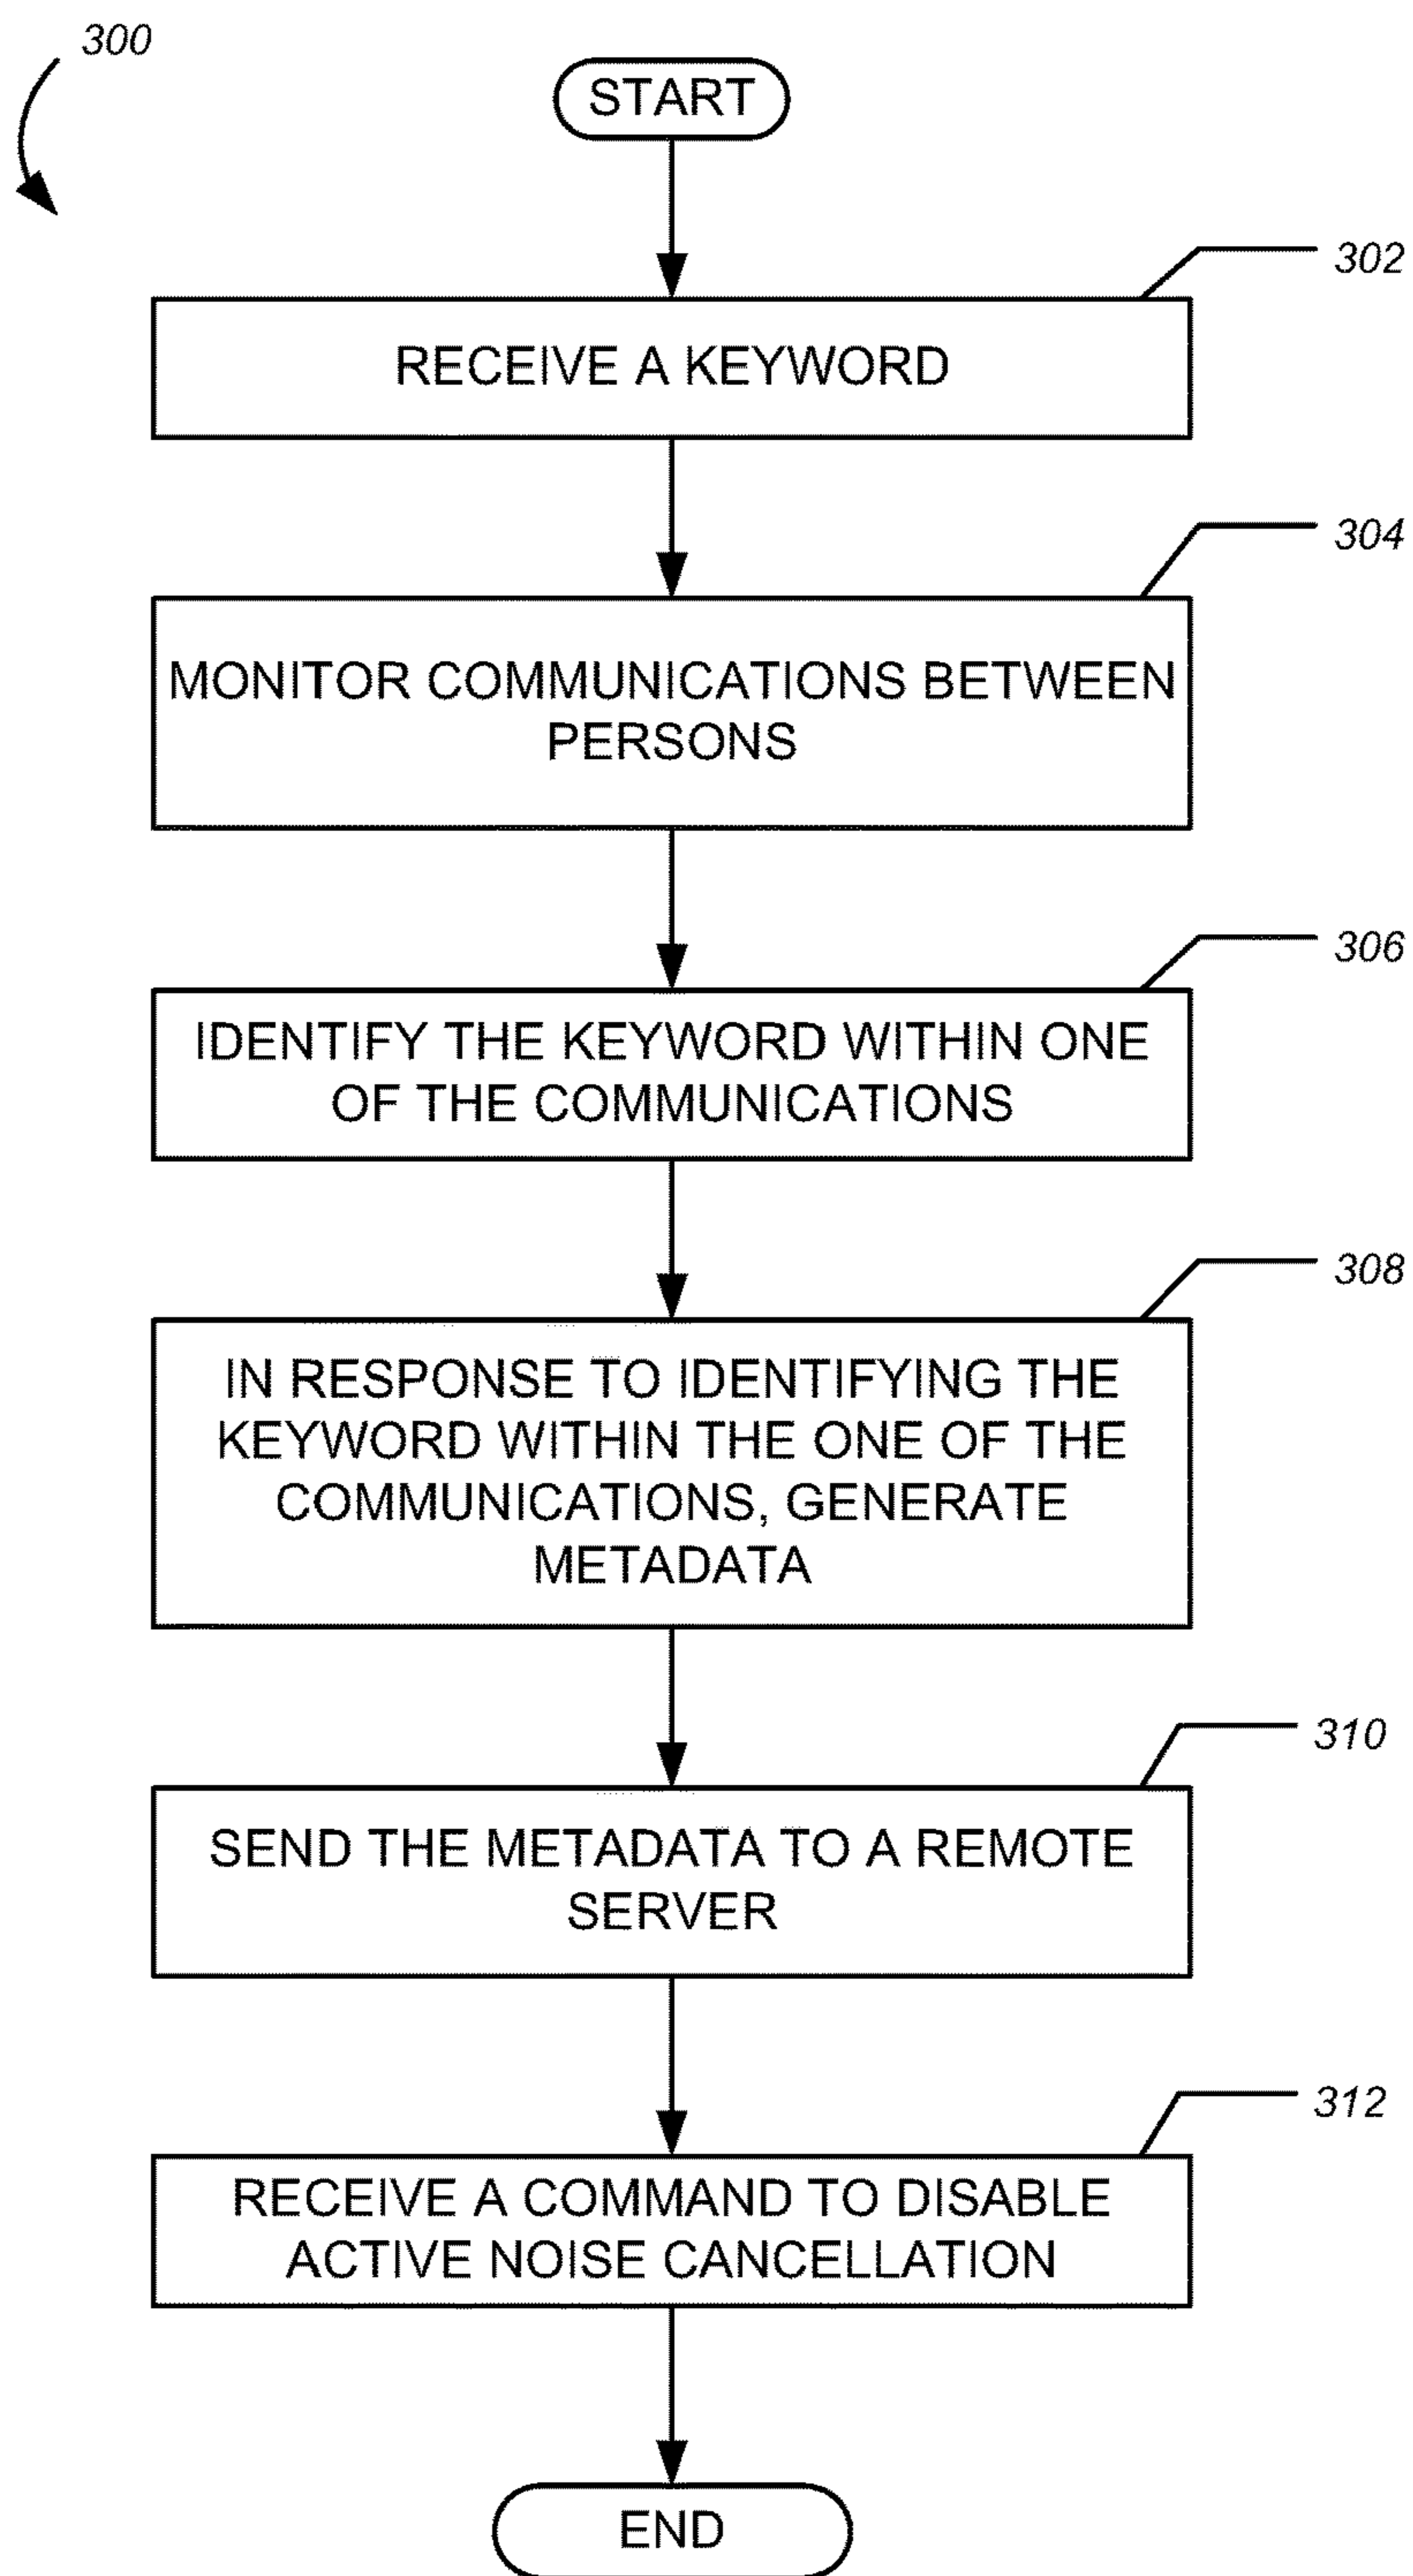 300
START
302
RECEIVE A KEYWORD
304
MONITOR COMMUNICATIONS BETWEEN
PERSONS
306
IDENTIFY THE KEYWORD WITHIN ONE
OF THE COMMUNICATIONS
308
IN RESPONSE TO IDENTIFYING THE
KEYWORD WITHIN THE ONE OF THE
COMMUNICATIONS, GENERATE
METADATA
310
SEND THE METADATA TO A REMOTE
SERVER
312
RECEIVE A COMMAND TO DISABLE
ACTIVE NOISE CANCELLATION
END